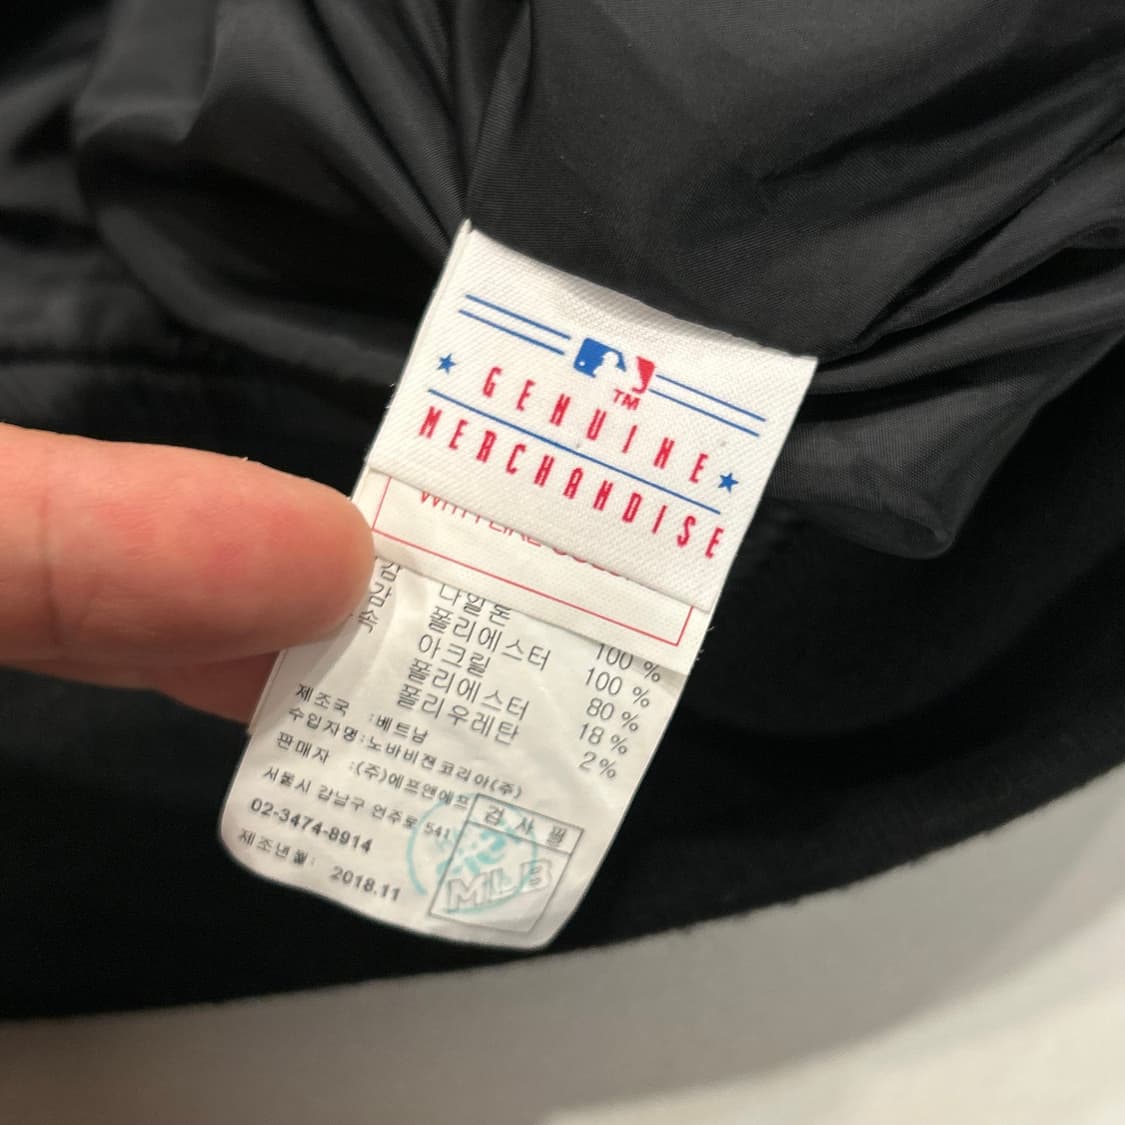 TM
GENUINE
MERCHANDISE
나일론 100 %
폴리에스터 100 %
아크릴 80 %
폴리에스터 18 %
폴리우레탄 2%
제조국 :베트남
수입자명:노바비젼코리아(주)
판매자 :(주)에프앤에프
서울시 강남구 언주로 541
02-3474-8914
제조년월: 2018.11
검사필
MLB